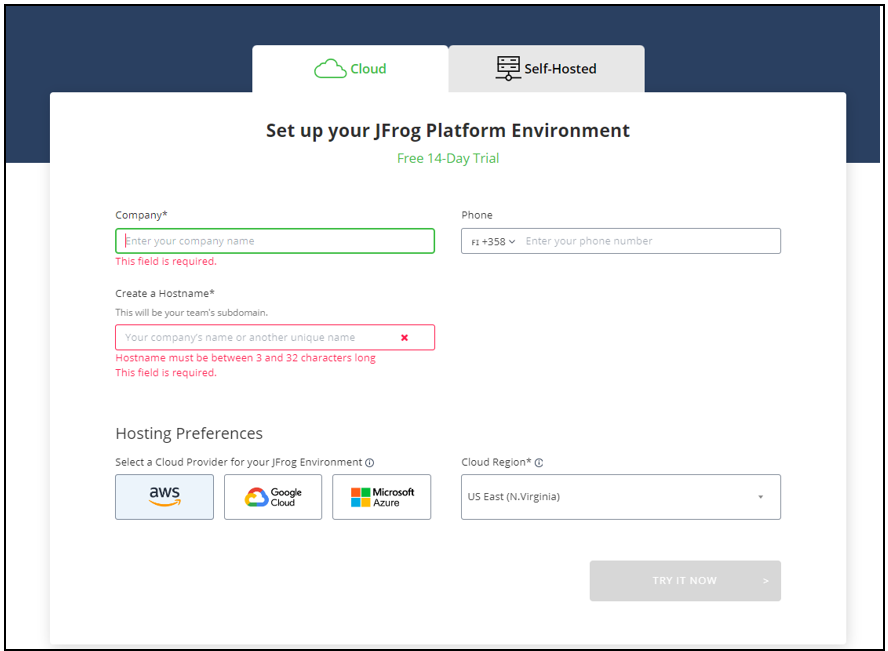 Cloud
Self-Hosted
Set up your JFrog Platform Environment
Free 14-Day Trial
Company*
Phone
Enter your company name
FI +358
Enter your phone number
This field is required.
Create a Hostname*
This will be your team's subdomain.
Your company's name or another unique name
Hostname must be between 3 and 32 characters long
This field is required.
Hosting Preferences
Select a Cloud Provider for your JFrog Environment
Cloud Region*
aws
Google
Cloud
Microsoft
Azure
US East (N.Virginia)
TRY IT NOW >